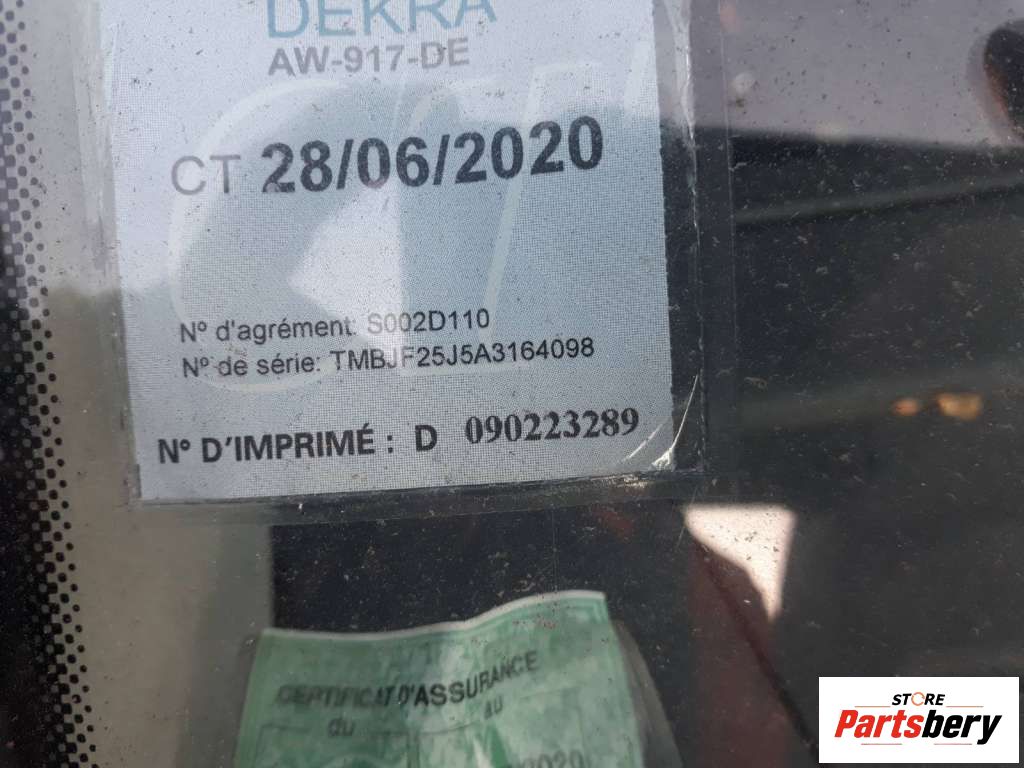 DEKRA
AW-917-DE
CT 28/06/2020
N° d'agrément: S002D110
N° de série: TMBJF25J5A3164098
N° D'IMPRIMÉ : D 090223289
CERTIFICAT D'ASSURANCE
du au
STORE
Partsbery